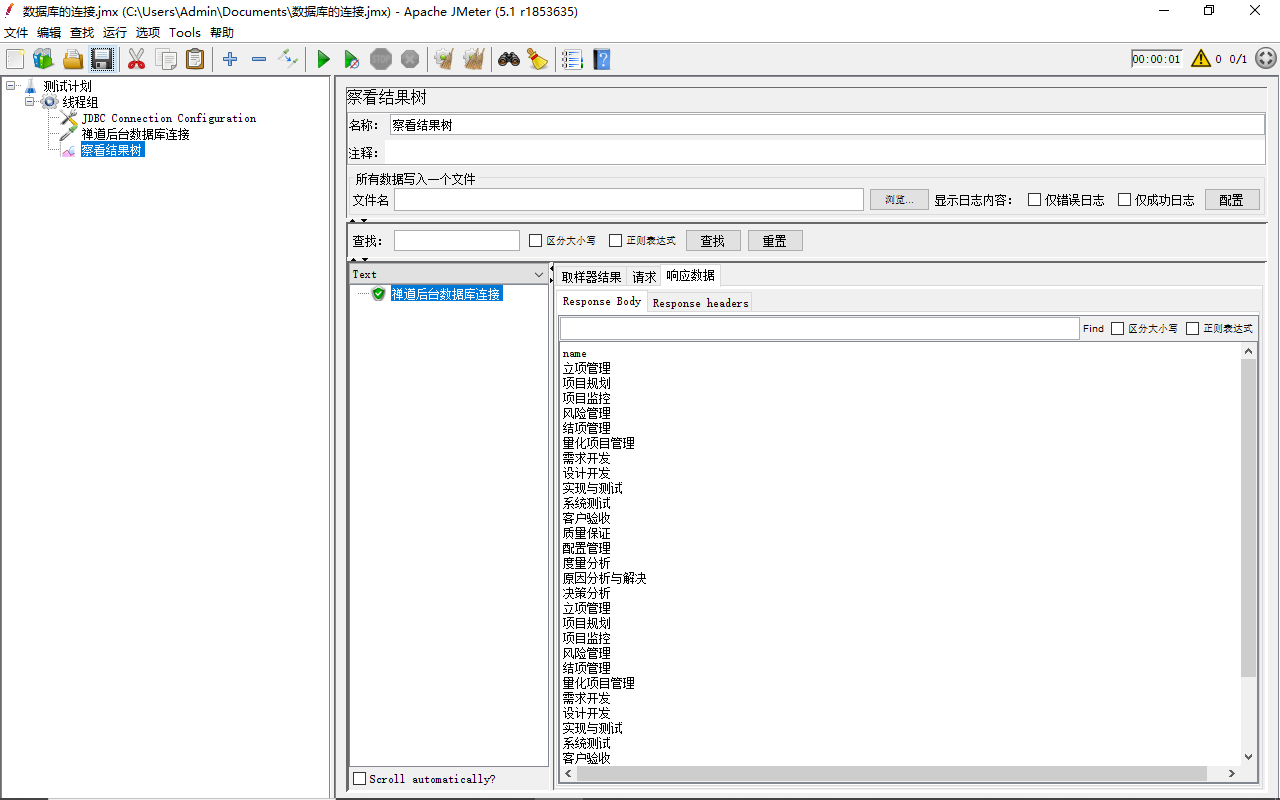 数据库的连接.jmx (C:\Users\Admin\Documents\数据库的连接.jmx) - Apache JMeter (5.1 r1853635)
文件 编辑 查找 运行 选项 Tools 帮助
STOP
00:00:01 0 0/1
测试计划
线程组
JDBC Connection Configuration
禅道后台数据库连接
察看结果树
察看结果树
名称: 察看结果树
注释:
所有数据写入一个文件
文件名 浏览... 显示日志内容: 仅错误日志 仅成功日志 配置
查找: 区分大小写 正则表达式 查找 重置
Text
禅道后台数据库连接
Scroll automatically?
取样器结果 请求 响应数据
Response Body Response headers
Find 区分大小写 正则表达式
name
立项管理
项目规划
项目监控
风险管理
结项管理
量化项目管理
需求开发
设计开发
实现与测试
系统测试
客户验收
质量保证
配置管理
度量分析
原因分析与解决
决策分析
立项管理
项目规划
项目监控
风险管理
结项管理
量化项目管理
需求开发
设计开发
实现与测试
系统测试
客户验收